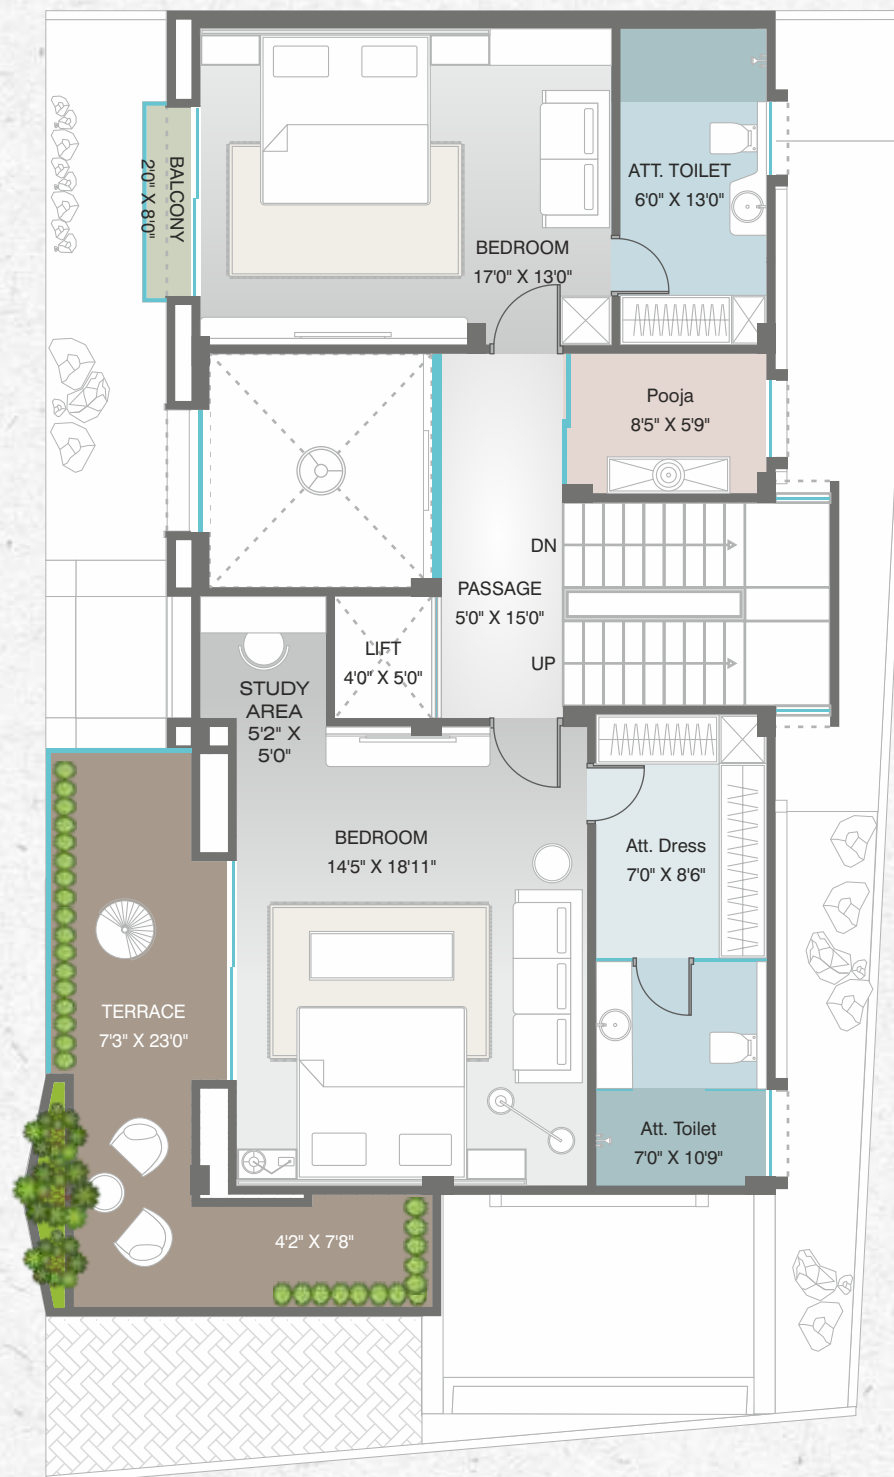 ATT. TOILET
6'0" X 13'0"
BALCONY
2'0" X 8'0"
BEDROOM
17'0" X 13'0"
Pooja
8'5" X 5'9"
DN
PASSAGE
5'0" X 15'0"
LIFT
4'0" X 5'0"
UP
STUDY
AREA
5'2" X
5'0"
BEDROOM
14'5" X 18'11"
Att. Dress
7'0" X 8'6"
TERRACE
7'3" X 23'0"
Att. Toilet
7'0" X 10'9"
4'2" X 7'8"